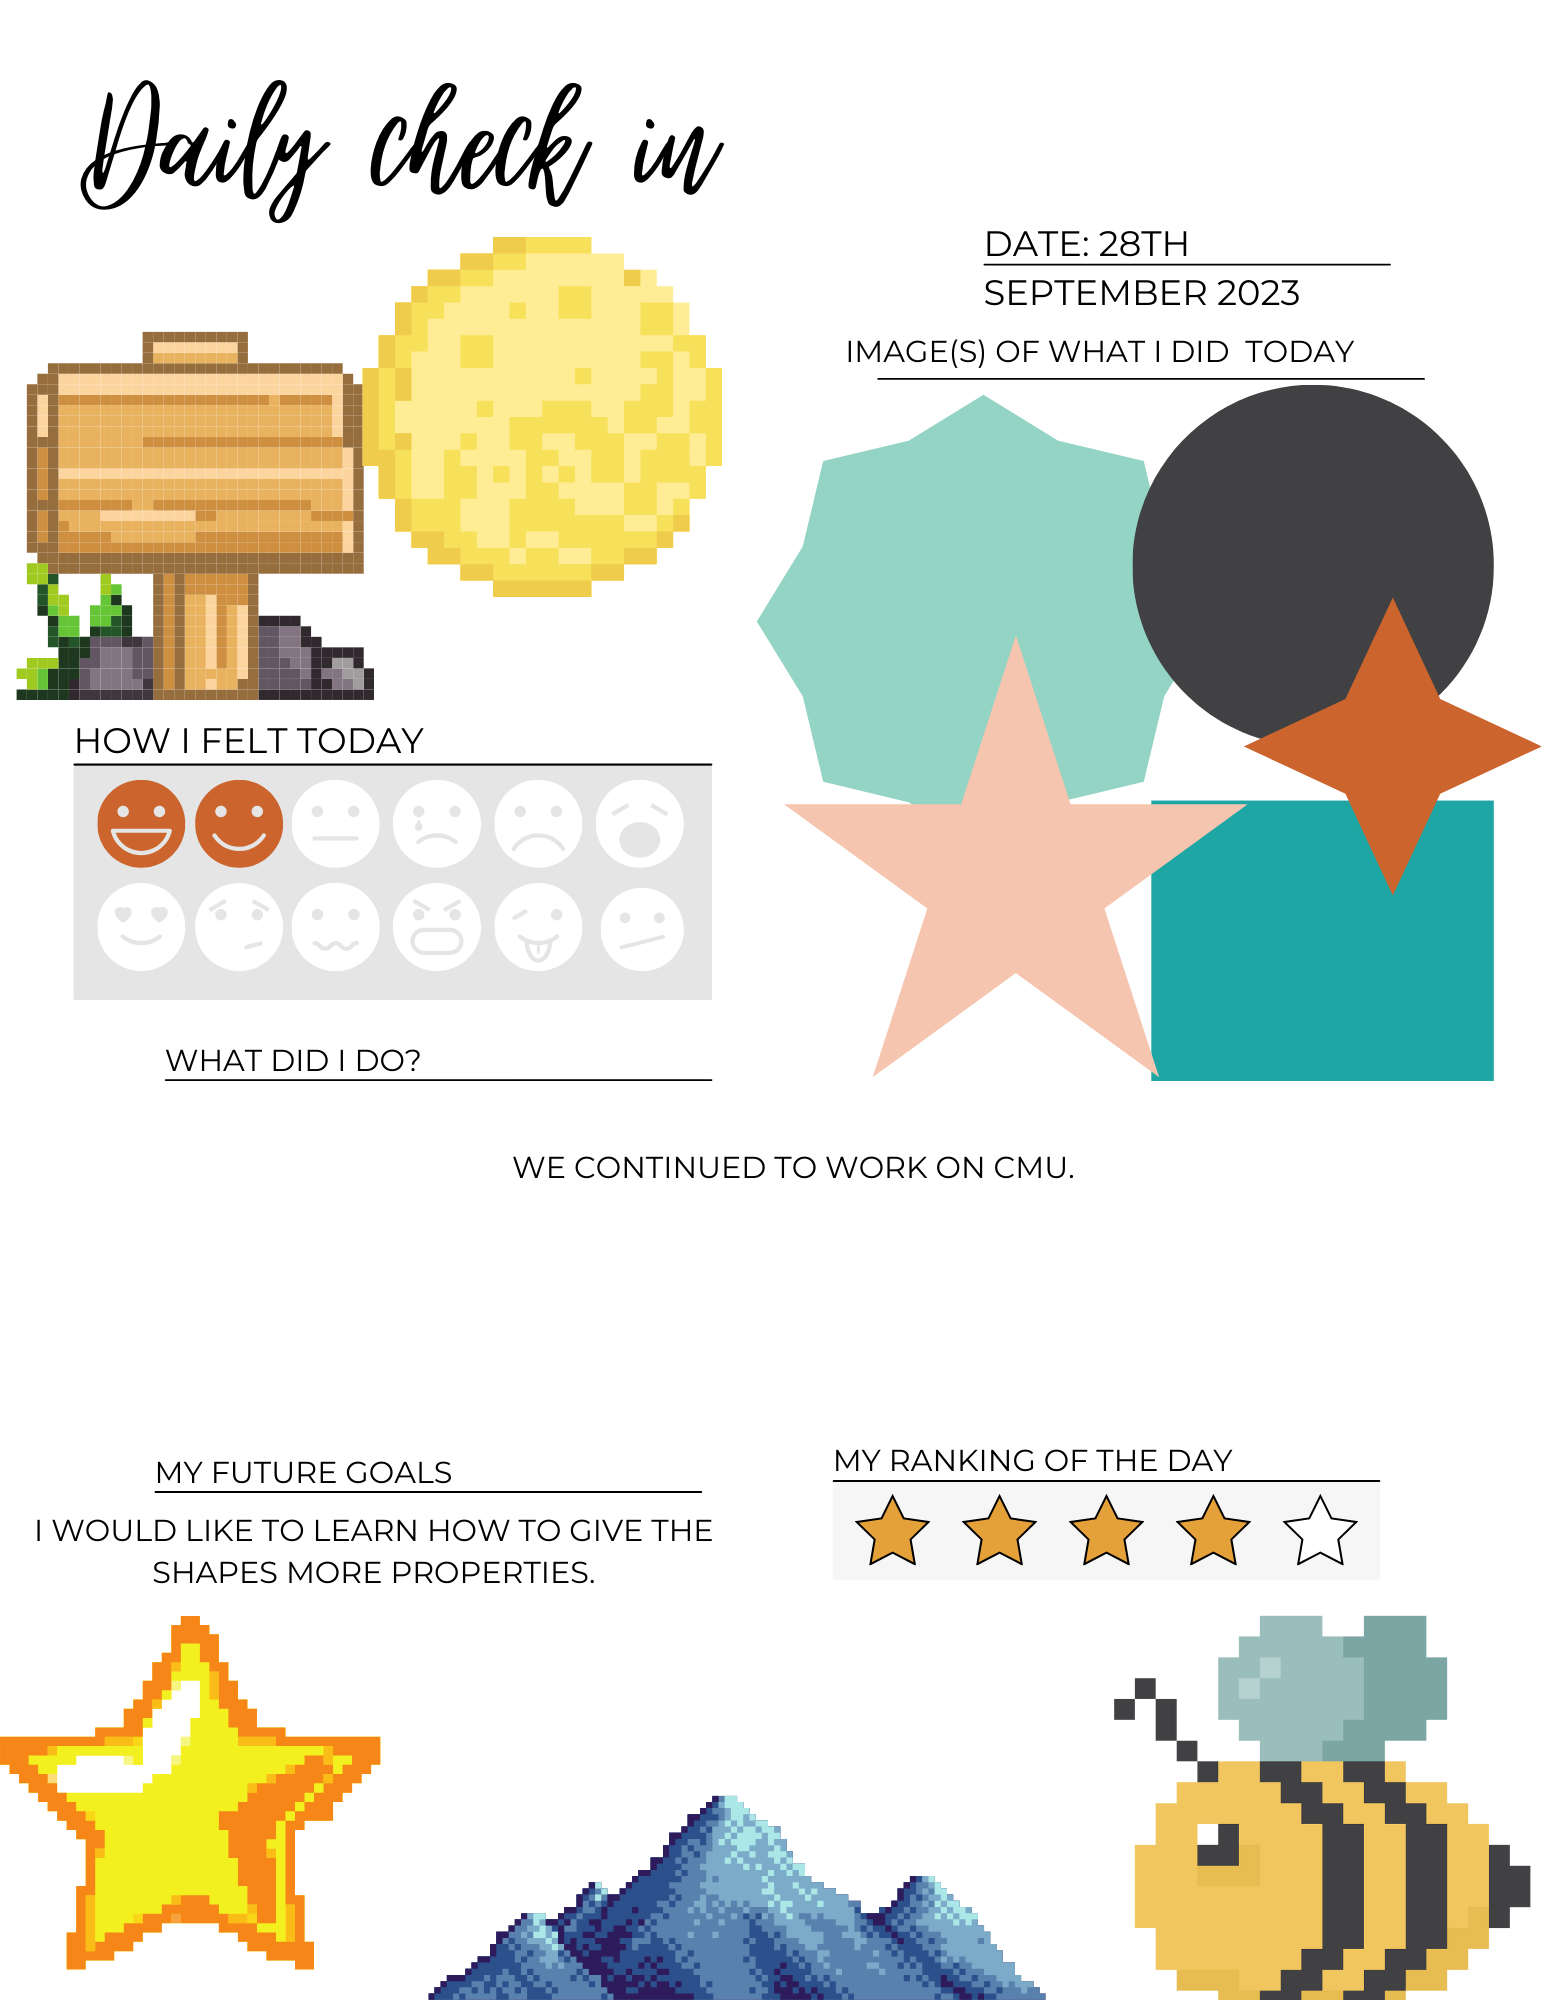 Daily check in
DATE: 28TH
SEPTEMBER 2023
IMAGE(S) OF WHAT I DID TODAY
HOW I FELT TODAY
WHAT DID I DO?
WE CONTINUED TO WORK ON CMU.
MY FUTURE GOALS
I WOULD LIKE TO LEARN HOW TO GIVE THE
SHAPES MORE PROPERTIES.
MY RANKING OF THE DAY